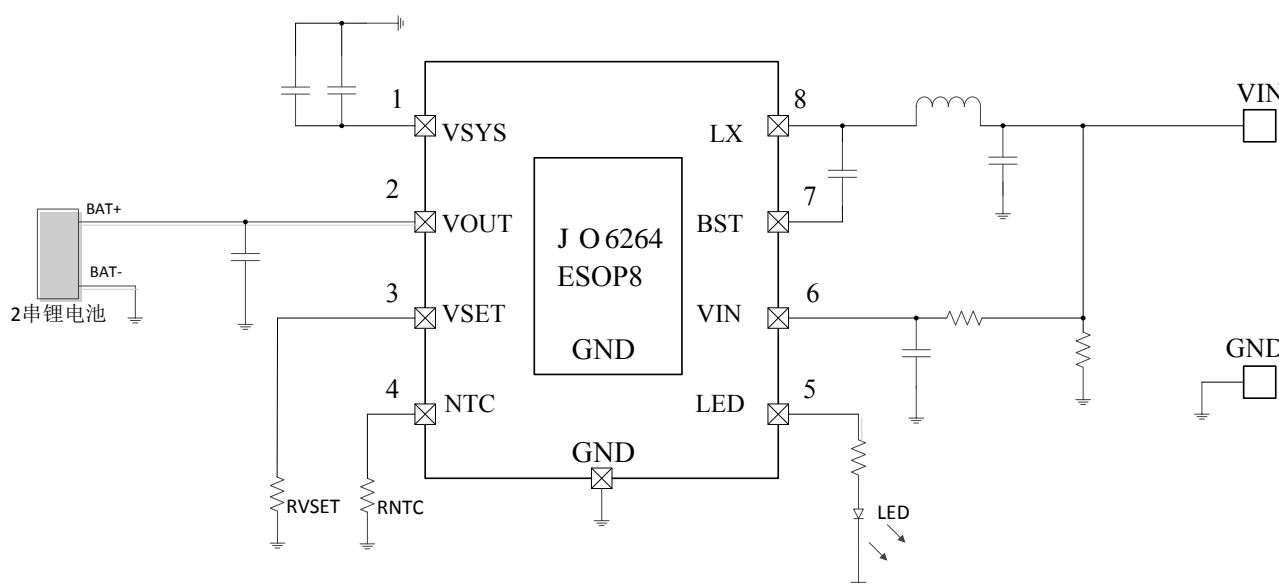 1
VSYS
2
BAT+
VOUT
BAT-
2串锂电池
3
VSET
4
NTC
RVSET
RNTC
J O 6264
ESOP8
GND
GND
8
LX
7
BST
6
VIN
5
LED
LED
VIN
GND